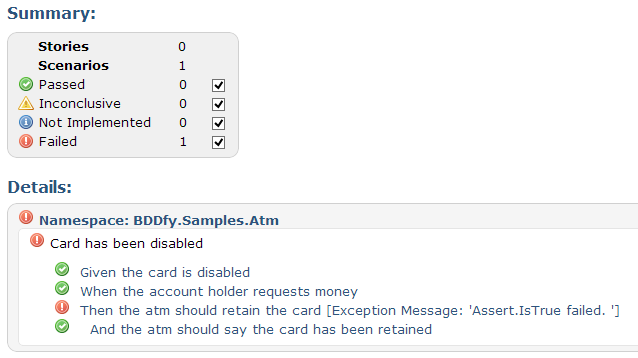 Summary:
Stories 0
Scenarios 1
Passed 0
Inconclusive 0
Not Implemented 0
Failed 1
Details:
Namespace: BDDfy.Samples.Atm
Card has been disabled
Given the card is disabled
When the account holder requests money
Then the atm should retain the card [Exception Message: 'Assert.IsTrue failed. ']
And the atm should say the card has been retained